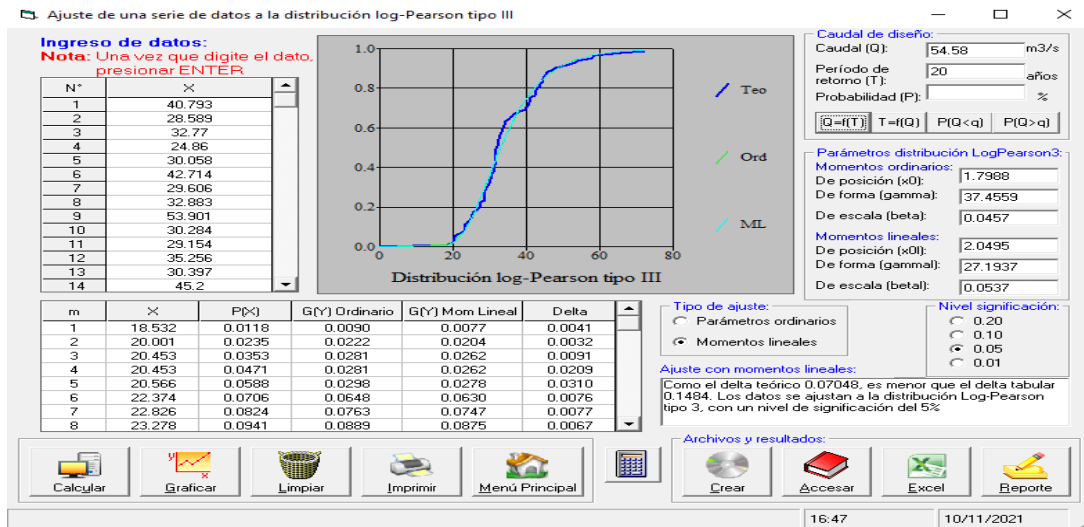 Ajuste de una serie de datos a la distribución log-Pearson tipo III
Ingreso de datos:
Nota: Una vez que digite el dato,
presionar ENTER
N° X
1 40.793
2 28.589
3 32.77
4 24.86
5 30.058
6 42.714
7 29.606
8 32.883
9 53.901
10 30.284
11 29.154
12 35.256
13 30.397
14 45.2
1.0
0.8
0.6
0.4
0.2
0.0
0 20 40 60 80
Distribución log-Pearson tipo III
Teo
Ord
ML
Caudal de diseño:
Caudal (Q): 54.58 m3/s
Período de
retorno (T): 20 años
Probabilidad (P): %
Q=f(T) T=f(Q) P(Q<q) P(Q>q)
Parámetros distribución LogPearson3:
Momentos ordinarios:
De posición (x0): 1.7988
De forma (gamma): 37.4559
De escala (beta): 0.0457
Momentos lineales:
De posición (x0l): 2.0495
De forma (gammal): 27.1937
De escala (betal): 0.0537
m X P(X) G(Y) Ordinario G(Y) Mom Lineal Delta
1 18.532 0.0118 0.0090 0.0077 0.0041
2 20.001 0.0235 0.0222 0.0204 0.0032
3 20.453 0.0353 0.0281 0.0262 0.0091
4 20.453 0.0471 0.0281 0.0262 0.0209
5 20.566 0.0588 0.0298 0.0278 0.0310
6 22.374 0.0706 0.0648 0.0630 0.0076
7 22.826 0.0824 0.0763 0.0747 0.0077
8 23.278 0.0941 0.0889 0.0875 0.0067
Tipo de ajuste:
Parámetros ordinarios
Momentos lineales
Nivel significación:
0.20
0.10
0.05
0.01
Ajuste con momentos lineales:
Como el delta teórico 0.07048, es menor que el delta tabular
0.1484. Los datos se ajustan a la distribución Log-Pearson
tipo 3, con un nivel de significación del 5%
Calcular Graficar Limpiar Imprimir Menú Principal
Archivos y resultados:
Crear Accesar Excel Reporte
16:47 10/11/2021